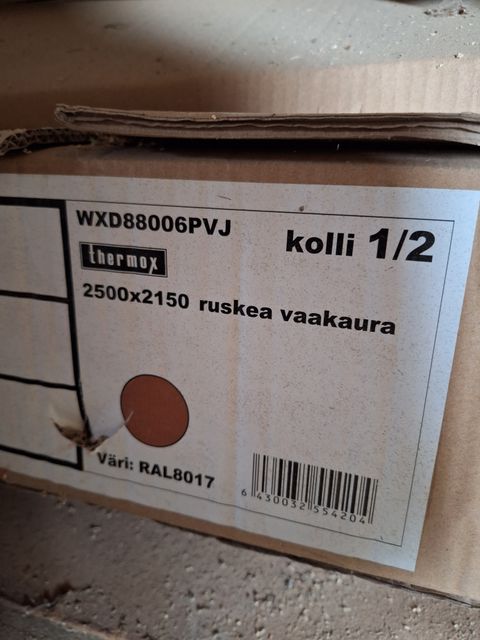 WXD88006PVJ
kolli 1/2
thermox
2500x2150 ruskea vaakaura
Väri: RAL8017
6 430032 554204